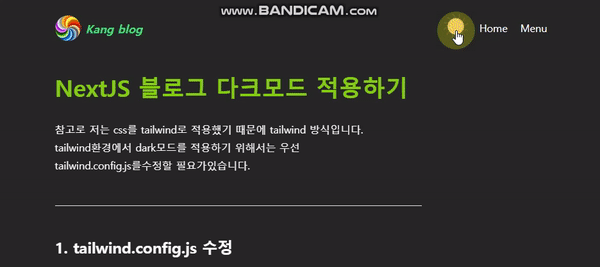 www.BANDICAM.com
Kang blog
Home Menu
NextJS 블로그 다크모드 적용하기
참고로 저는 css를 tailwind로 적용했기 때문에 tailwind 방식입니다.
tailwind환경에서 dark모드를 적용하기 위해서는 우선
tailwind.config.js를수정할 필요가있습니다.
1. tailwind.config.js 수정